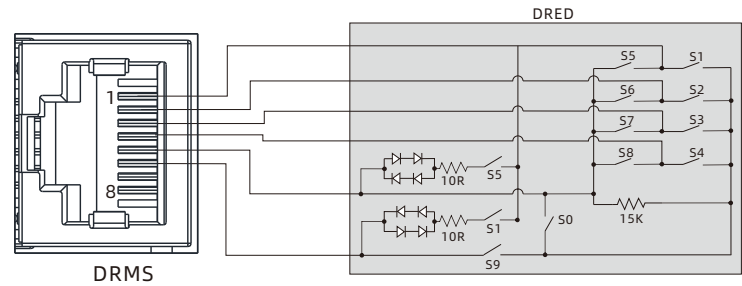 DRED
S5 S1
1
S6 S2
S7 S3
S8 S4
10R S5
8
15K
S0
10R S1
S9
DRMS